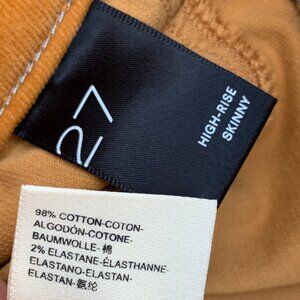 27
HIGH-RISE
SKINNY
98% COTTON-COTON-
ALGODÓN-COTONE-
BAUMWOLLE-棉
2% ELASTANE-ÉLASTHANNE-
ELASTANO-ELASTAN-
ELASTAN-氨纶